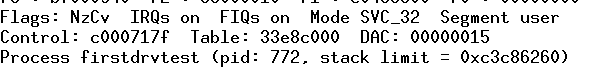 Flags: NzCv  IRQs on  FIQs on  Mode SVC_32  Segment user
Control: c000717f  Table: 33e8c000  DAC: 00000015
Process firstdrvtest (pid: 772, stack limit = 0xc3c86260)